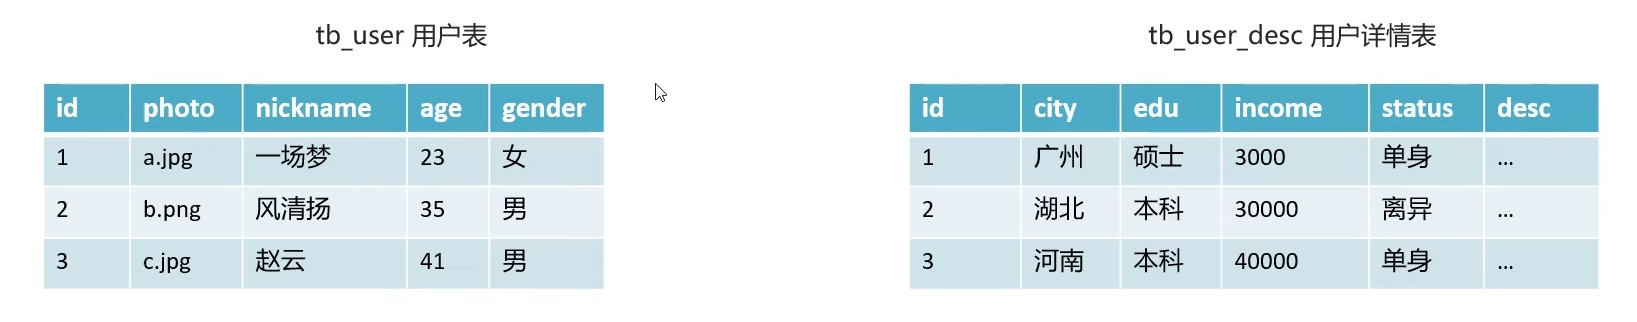 tb_user 用户表
id photo nickname age gender
1 a.jpg 一场梦 23 女
2 b.png 风清扬 35 男
3 c.jpg 赵云 41 男
tb_user_desc 用户详情表
id city edu income status desc
1 广州 硕士 3000 单身 ...
2 湖北 本科 30000 离异 ...
3 河南 本科 40000 单身 ...